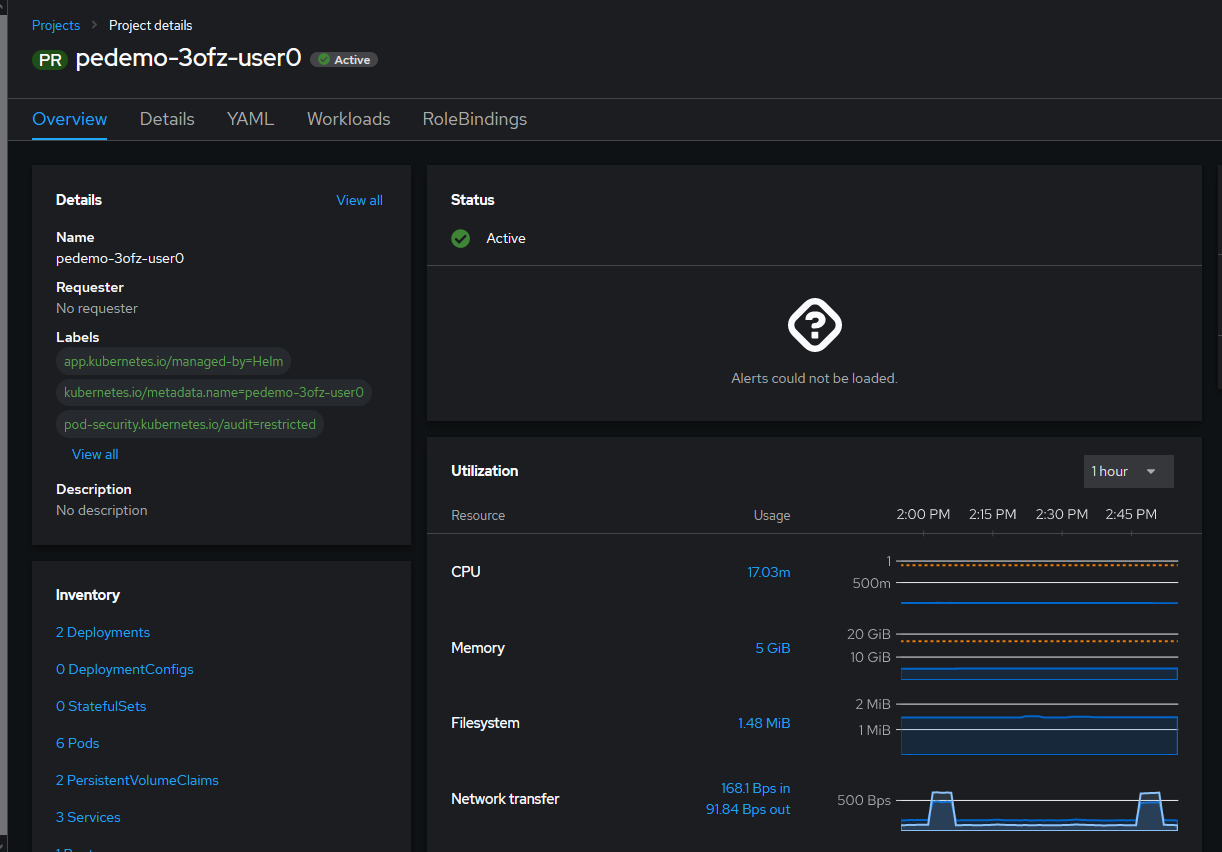 Projects > Project details
PR pedemo-3ofz-user0 Active
Overview Details YAML Workloads RoleBindings
Details View all
Name
pedemo-3ofz-user0
Requester
No requester
Labels
app.kubernetes.io/managed-by=Helm
kubernetes.io/metadata.name=pedemo-3ofz-user0
pod-security.kubernetes.io/audit=restricted
View all
Description
No description
Inventory
2 Deployments
0 DeploymentConfigs
0 StatefulSets
6 Pods
2 PersistentVolumeClaims
3 Services
Status
Active
?
Alerts could not be loaded.
Utilization 1 hour
Resource Usage 2:00 PM 2:15 PM 2:30 PM 2:45 PM
CPU 17.03m
1
500m
Memory 5 GiB
20 GiB
10 GiB
Filesystem 1.48 MiB
2 MiB
1 MiB
Network transfer
168.1 Bps in
91.84 Bps out
500 Bps